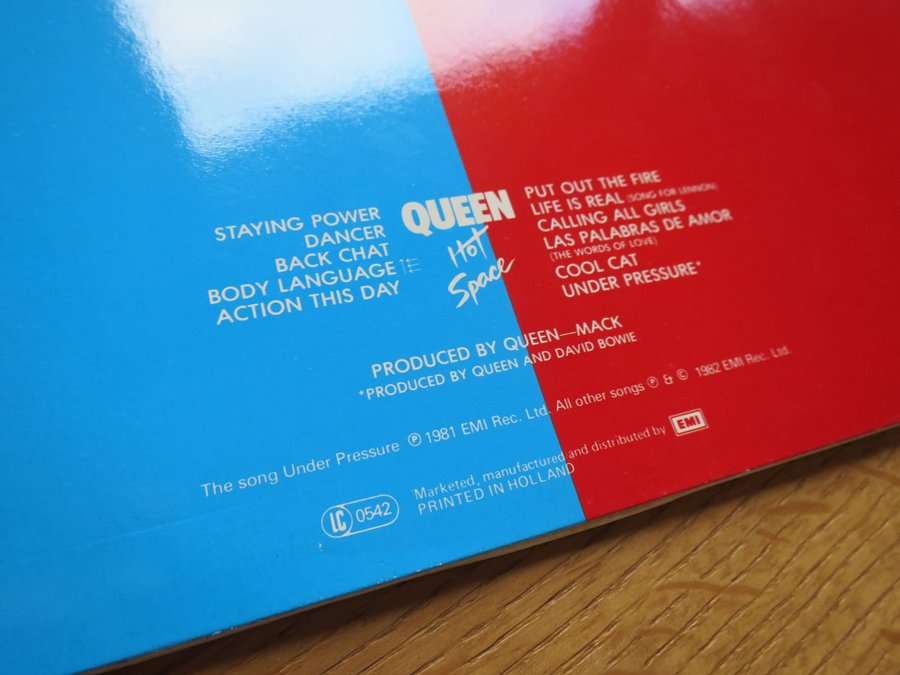 STAYING POWER
DANCER
BACK CHAT
BODY LANGUAGE
ACTION THIS DAY
QUEEN
Hot
Space
PUT OUT THE FIRE
LIFE IS REAL (SONG FOR LENNON)
CALLING ALL GIRLS
LAS PALABRAS DE AMOR
(THE WORDS OF LOVE)
COOL CAT
UNDER PRESSURE*
PRODUCED BY QUEEN—MACK
*PRODUCED BY QUEEN AND DAVID BOWIE
The song Under Pressure ℗ 1981 EMI Rec. Ltd. All other songs ℗ & © 1982 EMI Rec. Ltd.
LC 0542
Marketed, manufactured and distributed by EMI
PRINTED IN HOLLAND